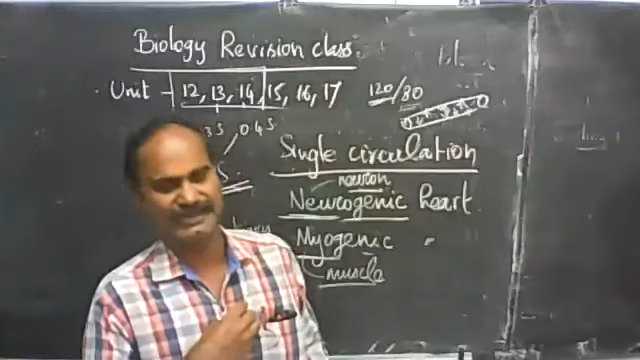 Biology Revision class
Unit - 12, 13, 14, 15, 16, 17 120/80
Single circulation
neuron
Neurogenic heart
Myogenic "
muscle